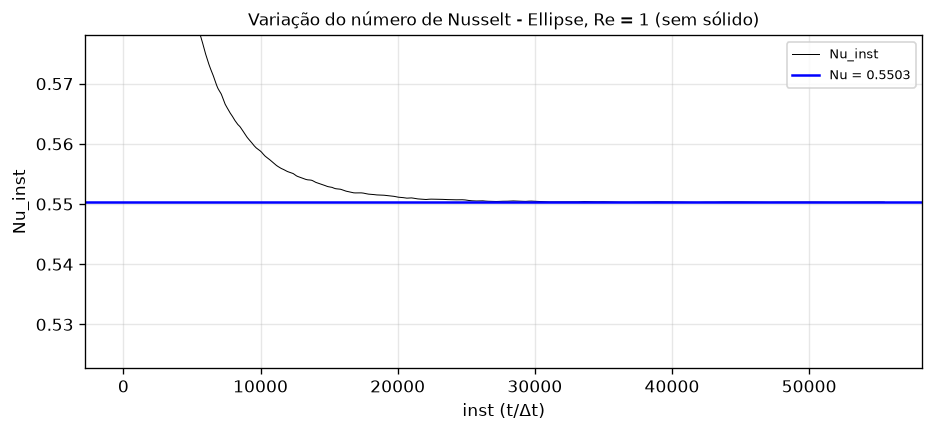 Variação do número de Nusselt - Ellipse, Re = 1 (sem sólido)
Nu_inst
Nu = 0.5503
0.57
0.56
0.55
0.54
0.53
Nu_inst
0
10000
20000
30000
40000
50000
inst (t/Δt)